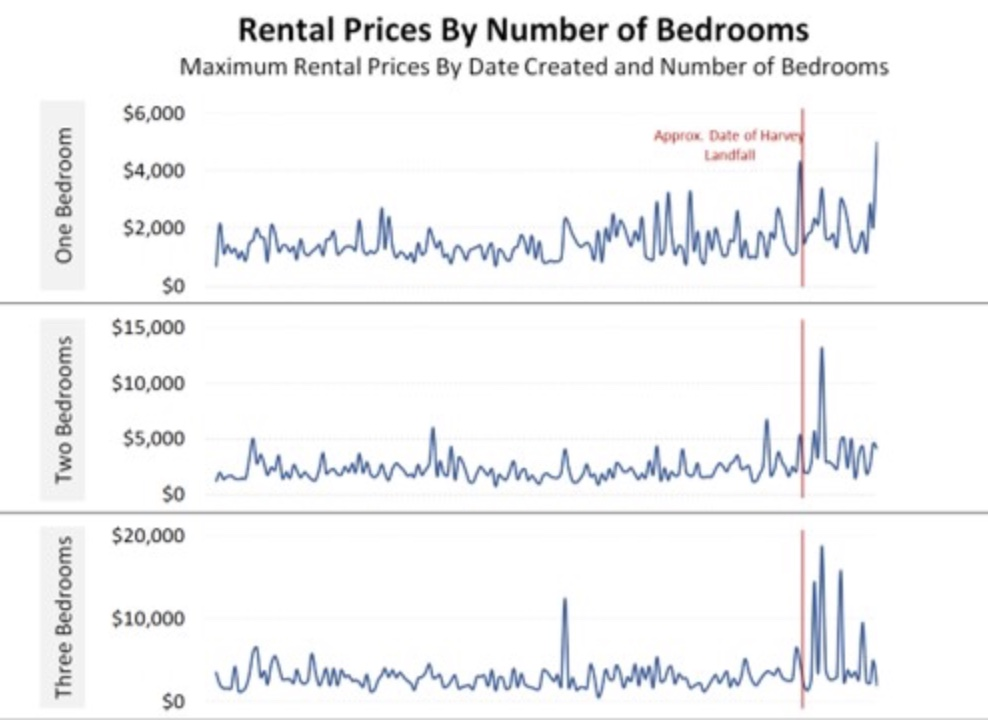 Rental Prices By Number of Bedrooms
Maximum Rental Prices By Date Created and Number of Bedrooms
One Bedroom
$6,000
$4,000
$2,000
$0
Approx. Date of Harvey
Landfall
Two Bedrooms
$15,000
$10,000
$5,000
$0
Three Bedrooms
$20,000
$10,000
$0